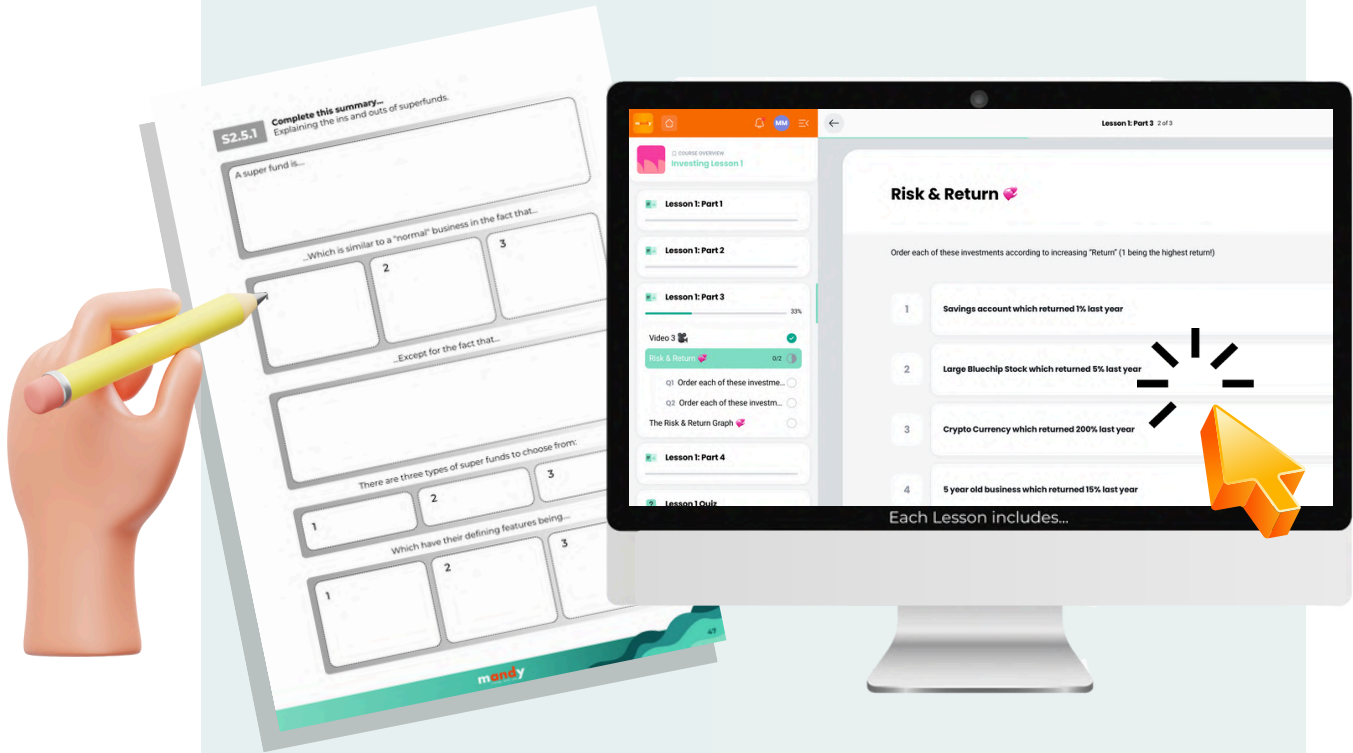 S2.5.1
Complete this summary...
Explaining the ins and outs of superfunds.
A super fund is...
...Which is similar to a "normal" business in the fact that...
1
2
3
...Except for the fact that...
There are three types of super funds to choose from:
1
2
3
Which have their defining features being...
1
2
3
47
mandy
MM
COURSE OVERVIEW
Investing Lesson 1
Lesson 1: Part 1
Lesson 1: Part 2
Lesson 1: Part 3
33%
Video 3
Risk & Return 0/2
Q1 Order each of these investme...
Q2 Order each of these investm...
The Risk & Return Graph
Lesson 1: Part 4
Lesson 1 Quiz
Lesson 1: Part 3 2 of 3
Risk & Return
Order each of these investments according to increasing "Return" (1 being the highest return!)
1 Savings account which returned 1% last year
2 Large Bluechip Stock which returned 5% last year
3 Crypto Currency which returned 200% last year
4 5 year old business which returned 15% last year
Each Lesson includes...